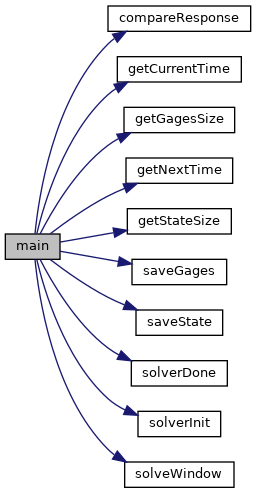 compareResponse
getCurrentTime
getGagesSize
getNextTime
getStateSize
main
saveGages
saveState
solverDone
solverInit
solveWindow